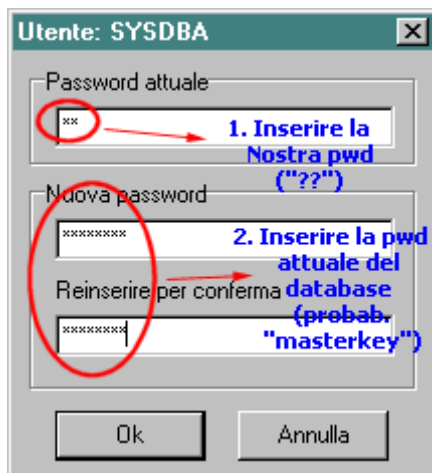 Utente: SYSDBA
Password attuale
**
1. Inserire la
Nostra pwd
("??")
Nuova password
********
2. Inserire la pwd
attuale del
Reinserire per conferma database
(probab.
******** "masterkey")
Ok Annulla